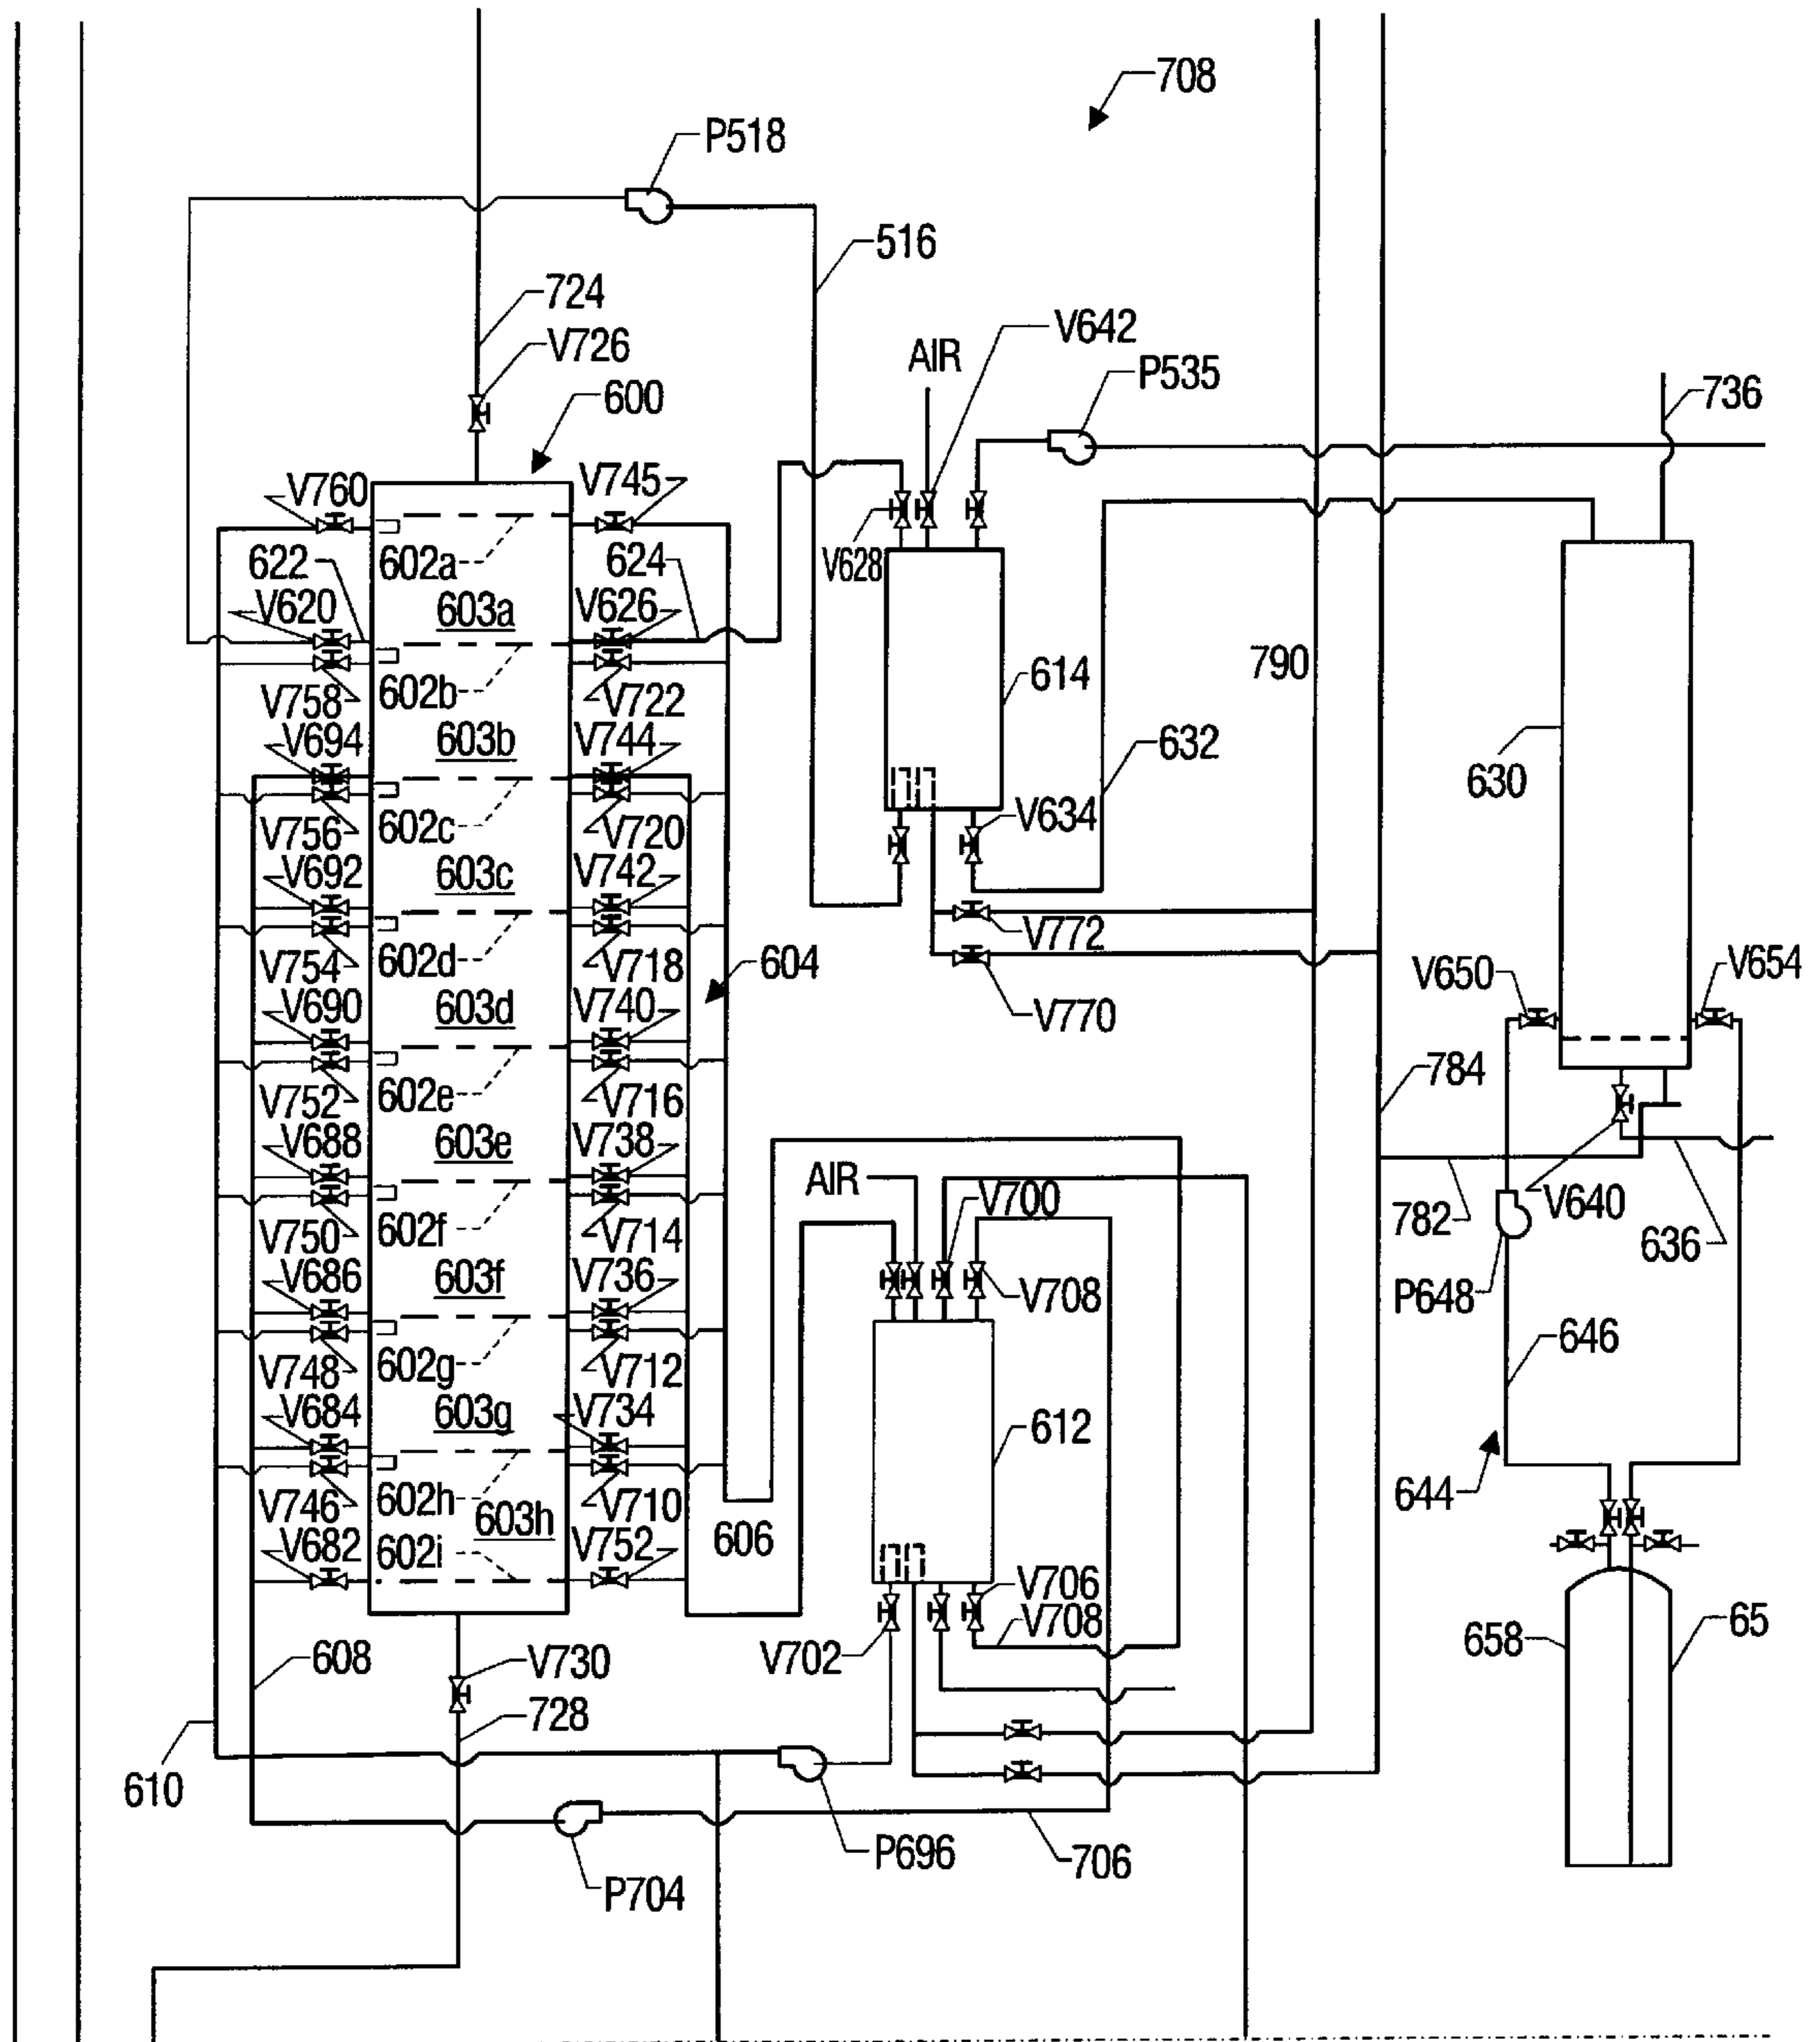 708
P518
516
724
V642
V726
AIR
P535
600
736
V760
V745
622
602a
624
V628
V620
603a
V626
614
790
V758
602b
V722
V694
603b
V744
632
630
V756
602c
V720
V634
V692
603c
V742
V772
V754
602d
V718
604
V650
V654
V690
603d
V740
V770
V752
602e
V716
784
V688
603e
V738
AIR
V700
V640
782
636
V750
602f
V714
V686
603f
V736
V708
P648
646
V748
602g
V712
V684
603g
V734
612
V746
602h
V710
644
603h
606
V682
602i
V752
V706
V708
658
65
608
V730
V702
728
610
P696
706
P704